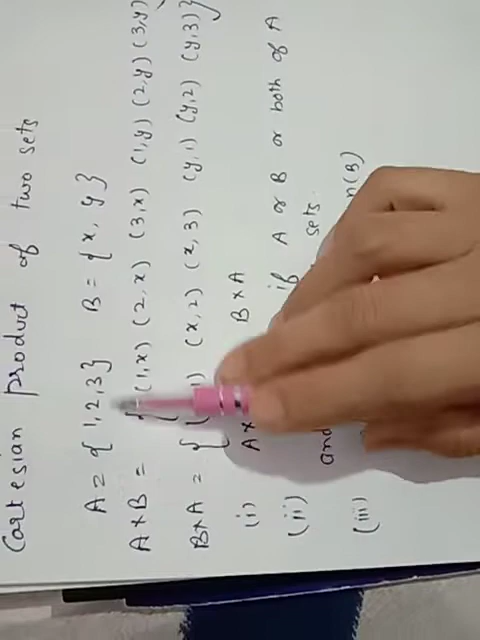 Cartesian product of two sets
A = { 1,2,3} B = {x, y}
A×B = { (1,x) (2,x) (3,x) (1,y) (2,y) (3,y)
B×A = { (x,2) (x,3) (y,1) (y,2) (y,3)}
(i) A× B×A
(ii) if A or B or both of A
and sets.
(iii) n(B)